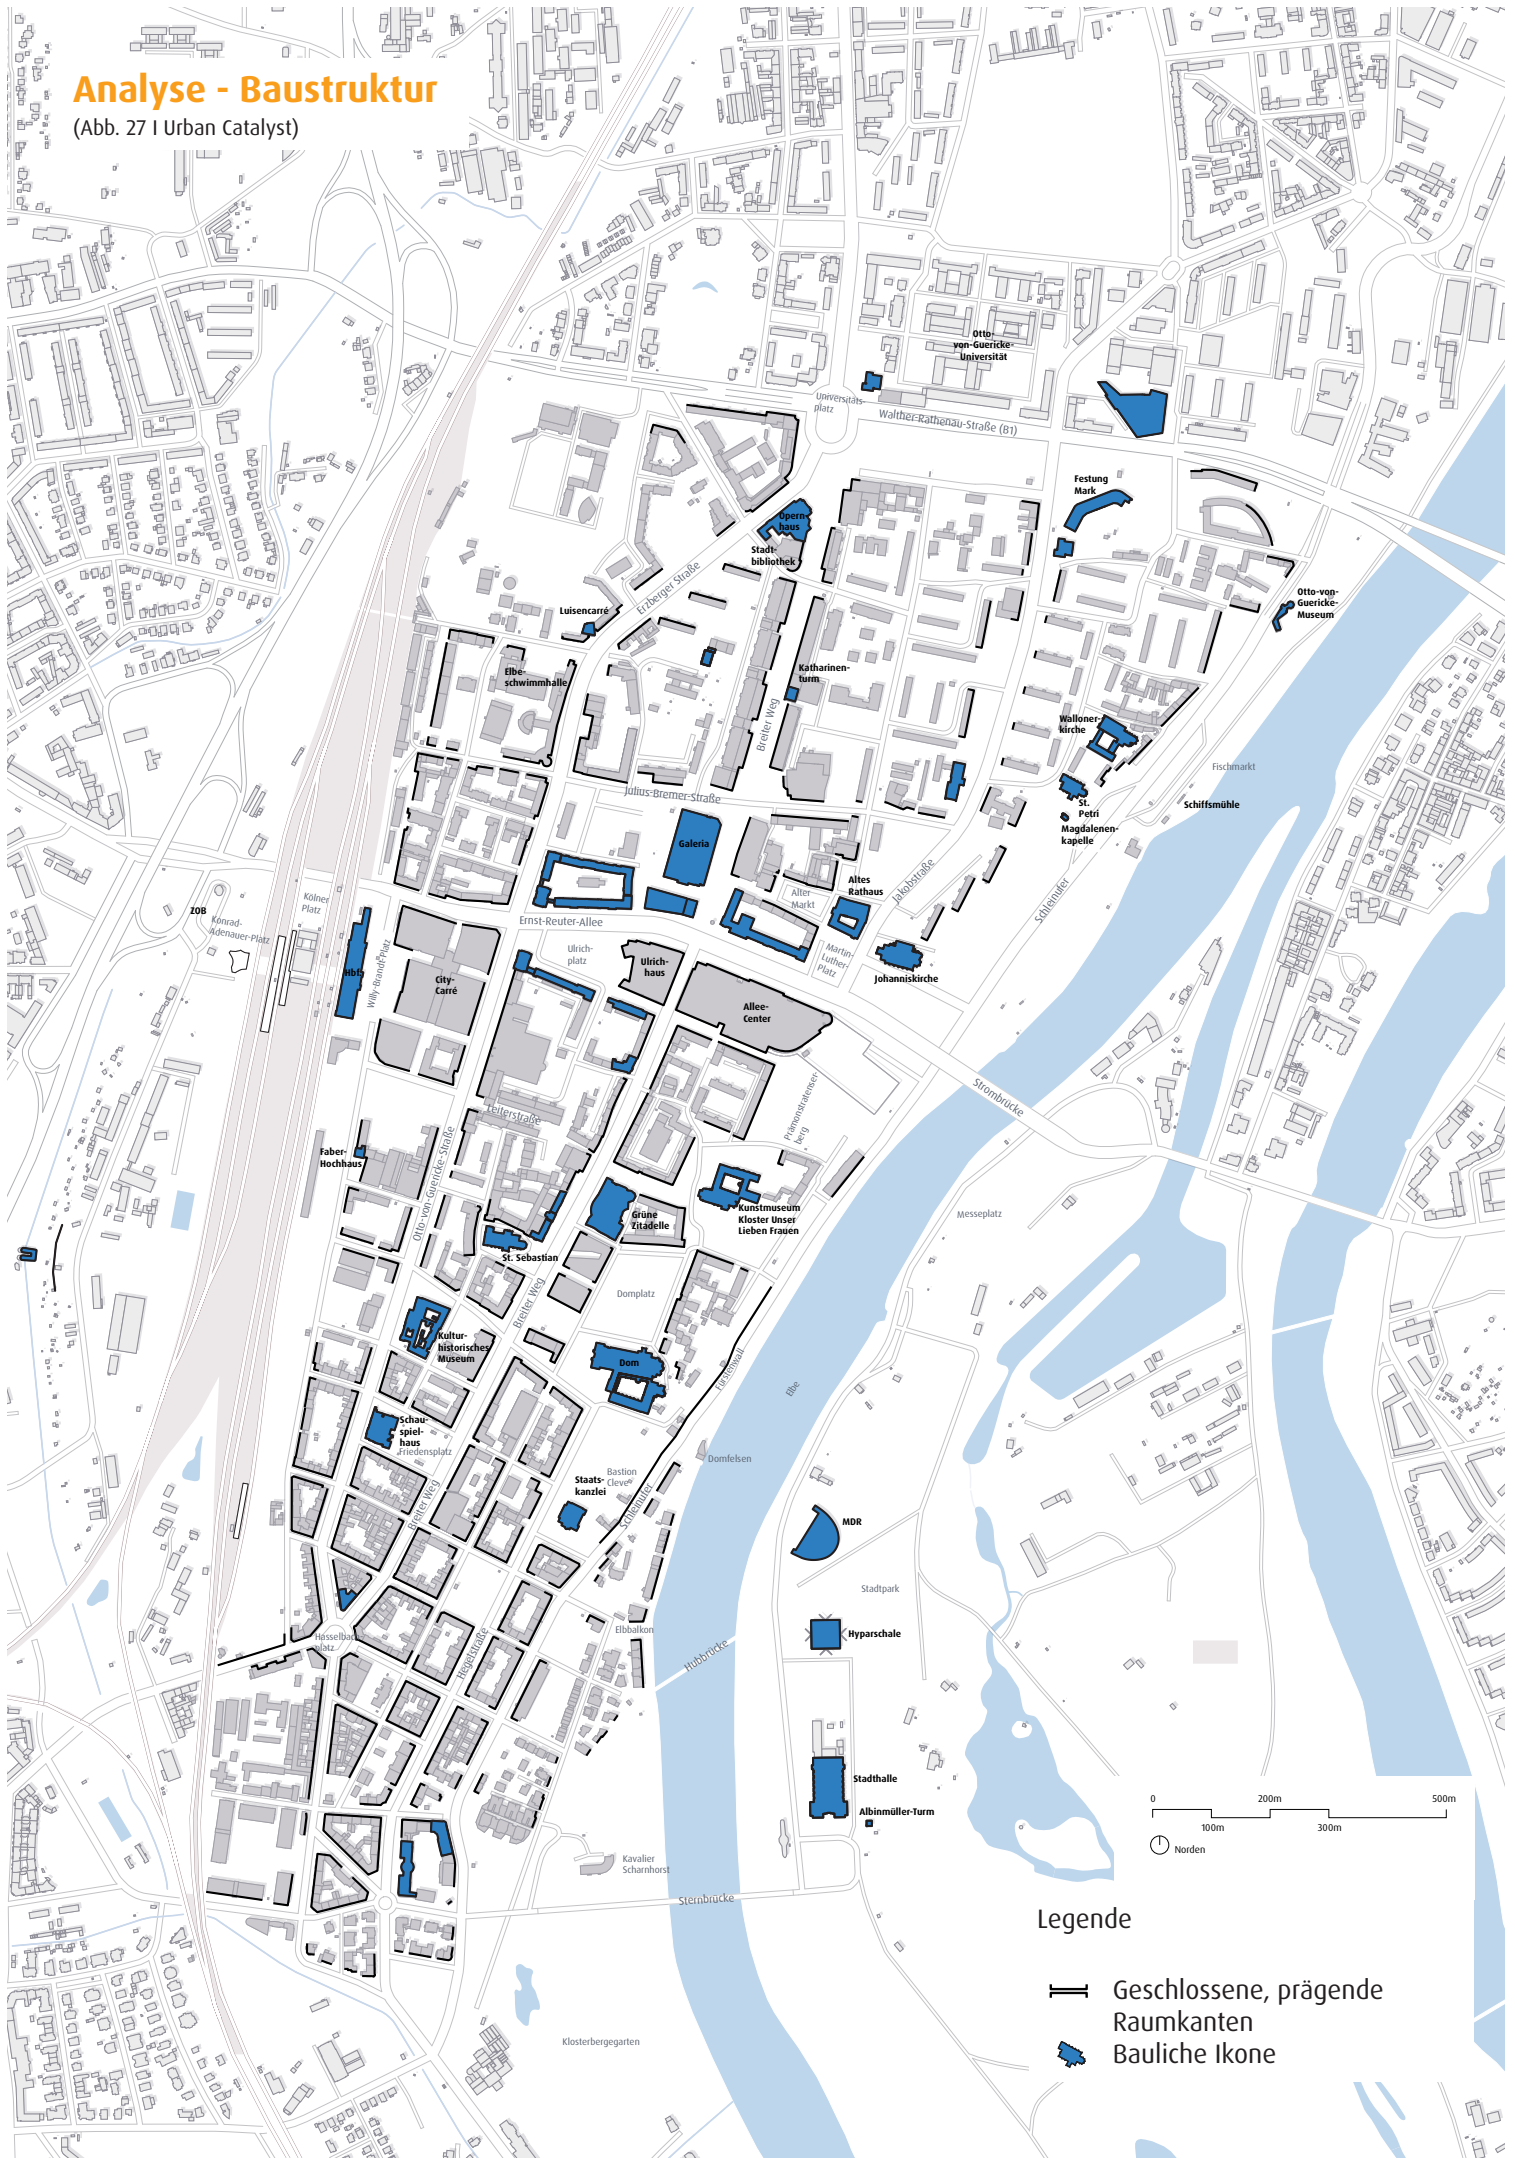 Analyse - Baustruktur
(Abb. 27 I Urban Catalyst)
Otto-
von-Guericke-
Universität
Universitäts-
platz
Walther-Rathenau-Straße (B1)
Festung
Mark
Opern-
haus
Stadt-
bibliothek
Erzberger Straße
Luisencarré
Otto-von-
Guericke-
Museum
Elbe-
schwimmhalle
Katharinen-
turm
Breiter Weg
Walloner-
kirche
Fischmarkt
Julius-Bremer-Straße
St.
Petri
Schiffsmühle
Magdalenen-
kapelle
Galeria
Altes
Rathaus
Jakobstraße
Alter
Markt
Schleinufer
ZOB
Kölner
Platz
Konrad-
Adenauer-Platz
Ernst-Reuter-Allee
Ulrich-
platz
Ulrich-
haus
Martin-
Luther-
Platz
Johanniskirche
Hbf
Willy-Brandt-Platz
City-
Carré
Allee-
Center
Strombrücke
Prämonstratenser-
berg
Leiterstraße
Faber-
Hochhaus
Otto-von-Guericke-Straße
Kunstmuseum
Kloster Unser
Lieben Frauen
Grüne
Zitadelle
Messeplatz
St. Sebastian
Domplatz
Breiter Weg
Kultur-
historisches
Museum
Dom
Fürstenwall
Elbe
Schau-
spiel-
haus
Friedensplatz
Domfelsen
Staats-
kanzlei
Bastion
Cleve
Breiter Weg
Schleinufer
MDR
Stadtpark
Hasselbach-
platz
Elbbalkon
Hyparschale
Hegelstraße
Hubbrücke
Stadthalle
Albinmüller-Turm
0
200m
500m
100m
300m
Norden
Kavalier
Scharnhorst
Sternbrücke
Legende
Geschlossene, prägende
Raumkanten
Bauliche Ikone
Klosterbergegarten